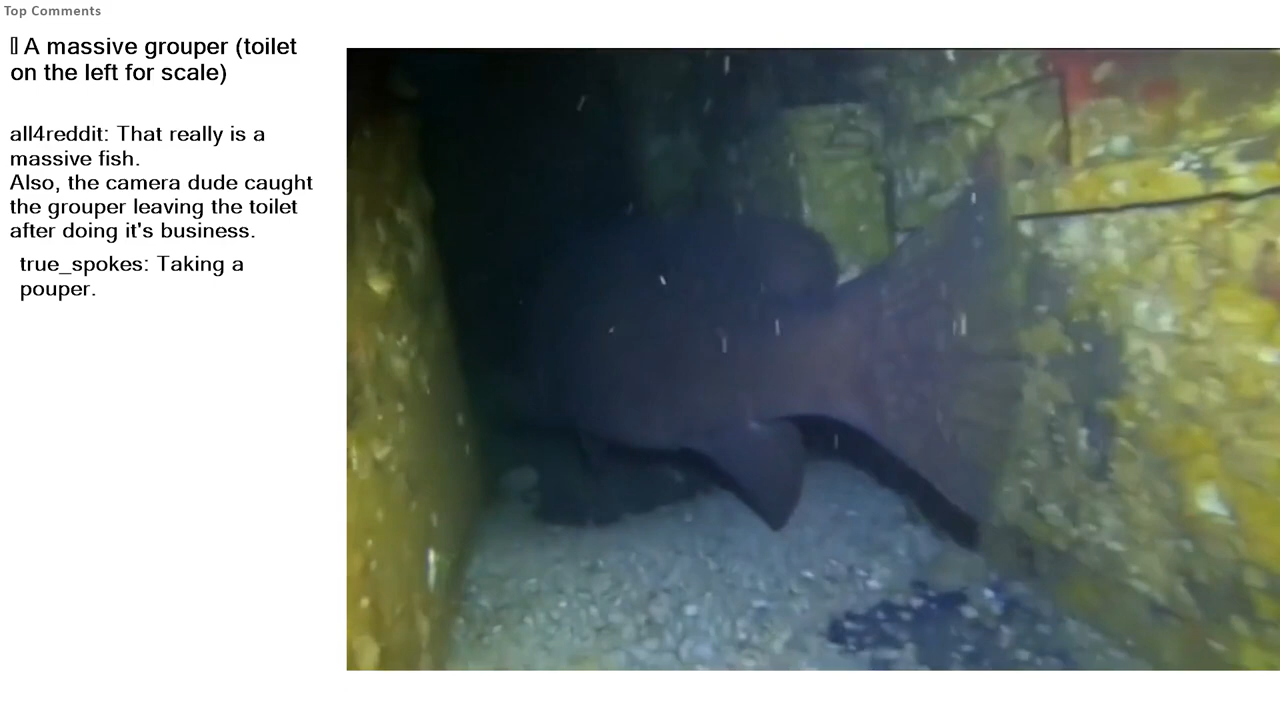 Top Comments
▯ A massive grouper (toilet
on the left for scale)
all4reddit: That really is a
massive fish.
Also, the camera dude caught
the grouper leaving the toilet
after doing it's business.
true_spokes: Taking a
pouper.